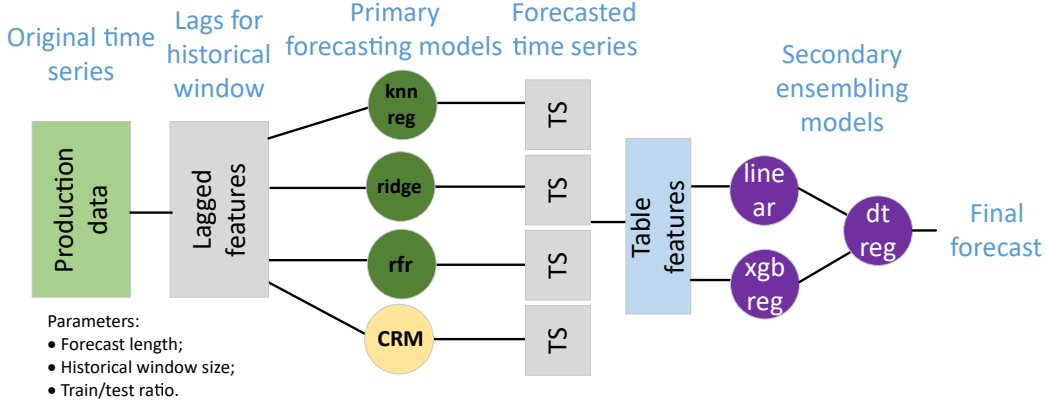 Original time
series
Lags for
historical
window
Primary
forecasting models
Forecasted
time series
Secondary
ensembling
models
Production
data
Lagged
features
knn
reg
ridge
rfr
CRM
TS
TS
TS
TS
Table
features
line
ar
xgb
reg
dt
reg
Final
forecast
Parameters:
• Forecast length;
• Historical window size;
• Train/test ratio.